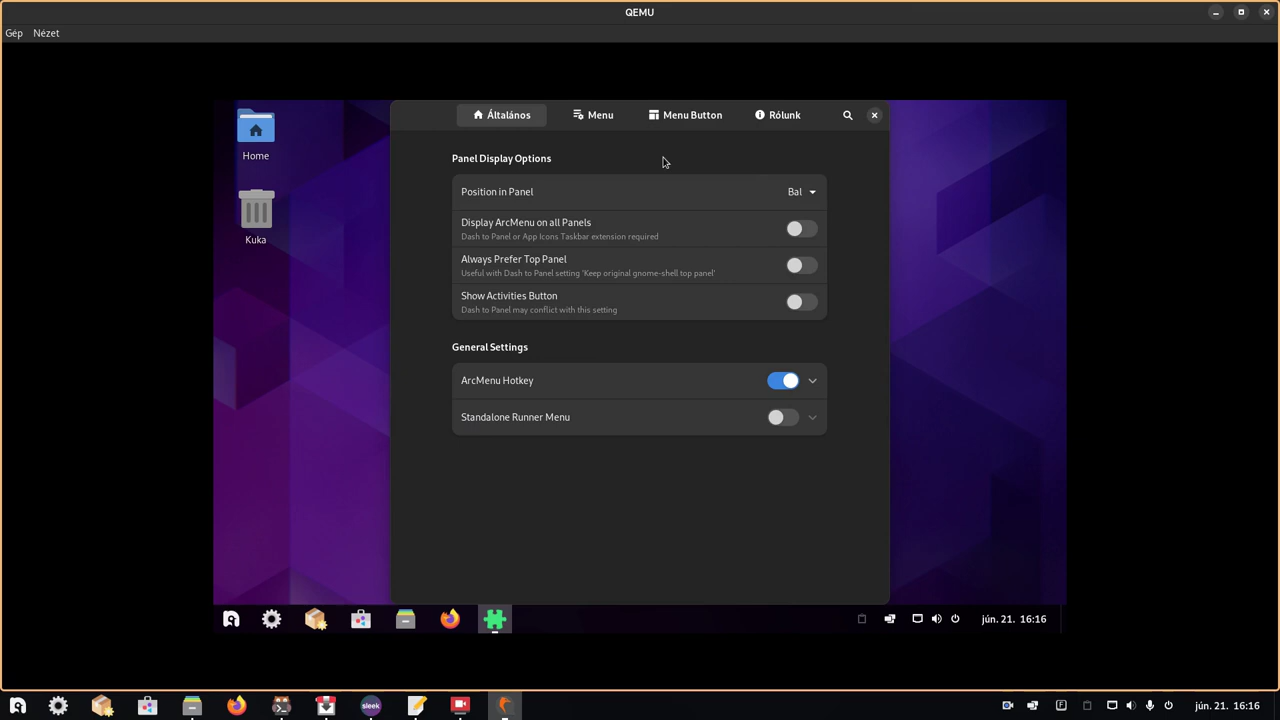 QEMU
Gép Nézet
Általános Menu Menu Button Rólunk
Home
Kuka
Panel Display Options
Position in Panel Bal
Display ArcMenu on all Panels
Dash to Panel or App Icons Taskbar extension required
Always Prefer Top Panel
Useful with Dash to Panel setting 'Keep original gnome-shell top panel'
Show Activities Button
Dash to Panel may conflict with this setting
General Settings
ArcMenu Hotkey
Standalone Runner Menu
jún. 21. 16:16
sleek
F
jún. 21. 16:16